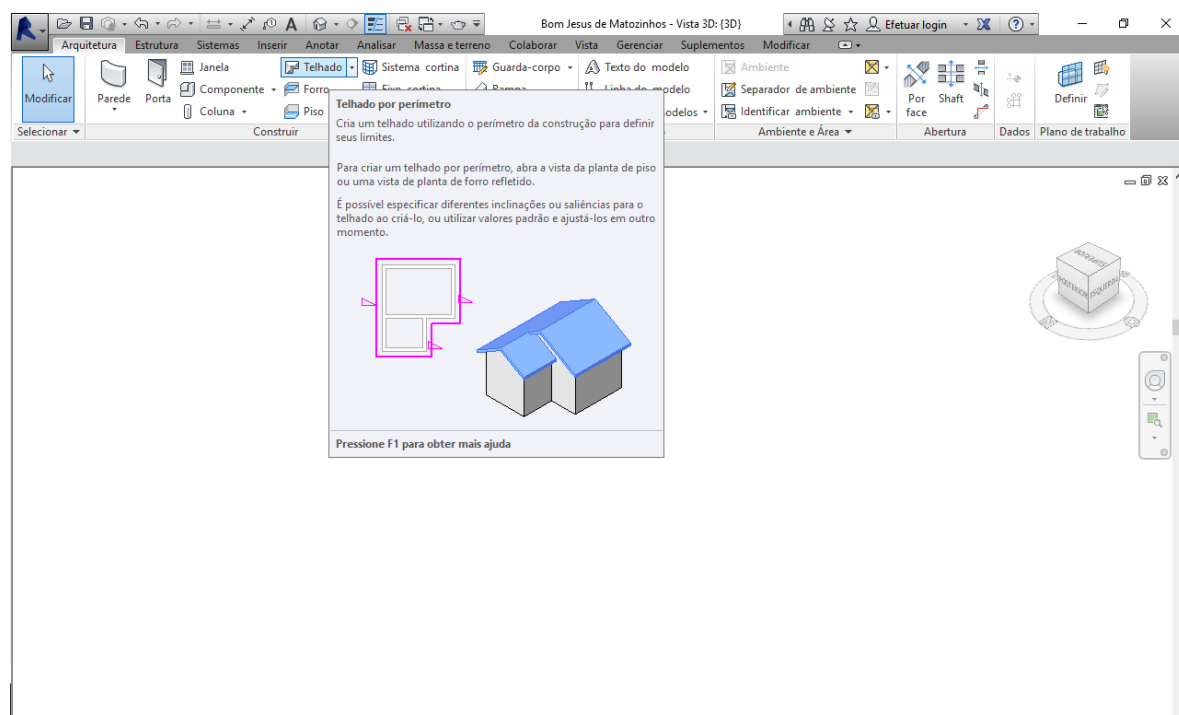 Bom Jesus de Matozinhos - Vista 3D: {3D}
Efetuar login
Arquitetura Estrutura Sistemas Inserir Anotar Analisar Massa e terreno Colaborar Vista Gerenciar Suplementos Modificar
Modificar
Parede
Porta
Janela
Componente
Coluna
Telhado
Forro
Piso
Sistema cortina
Guarda-corpo
Texto do modelo
Ambiente
Separador de ambiente
Identificar ambiente
Por face
Shaft
Definir
Selecionar
Construir
Ambiente e Área
Abertura
Dados
Plano de trabalho
Telhado por perímetro
Cria um telhado utilizando o perímetro da construção para definir
seus limites.
Para criar um telhado por perímetro, abra a vista da planta de piso
ou uma vista de planta de forro refletido.
É possível especificar diferentes inclinações ou saliências para o
telhado ao criá-lo, ou utilizar valores padrão e ajustá-los em outro
momento.
Pressione F1 para obter mais ajuda
SUPERIOR